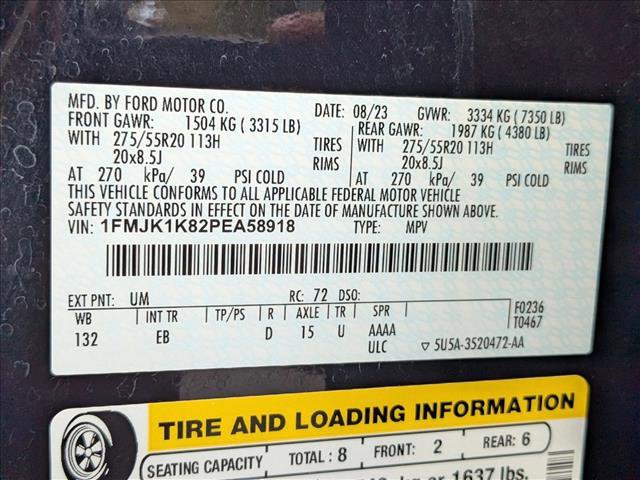 MFD. BY FORD MOTOR CO.
DATE: 08/23 GVWR: 3334 KG (7350 LB)
FRONT GAWR: 1504 KG (3315 LB)
REAR GAWR: 1987 KG (4380 LB)
WITH 275/55R20 113H TIRES
WITH 275/55R20 113H TIRES
20x8.5J RIMS
20x8.5J RIMS
AT 270 kPa/ 39 PSI COLD
AT 270 kPa/ 39 PSI COLD
THIS VEHICLE CONFORMS TO ALL APPLICABLE FEDERAL MOTOR VEHICLE
SAFETY STANDARDS IN EFFECT ON THE DATE OF MANUFACTURE SHOWN ABOVE.
VIN: 1FMJK1K82PEA58918 TYPE: MPV
EXT PNT: UM RC: 72 DSO:
WB INT TR TP/PS R AXLE TR SPR
132 EB D 15 U AAAA
ULC
F0236
T0467
▽ 5U5A-3520472-AA
TIRE AND LOADING INFORMATION
SEATING CAPACITY TOTAL: 8 FRONT: 2 REAR: 6
kg or 1637 lbs.